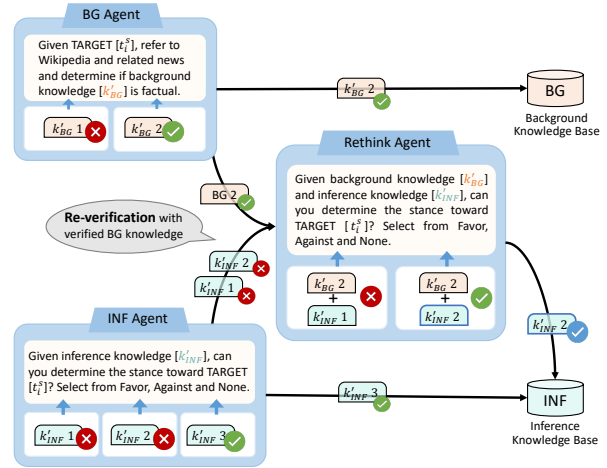 BG Agent
Given TARGET [t_i^s], refer to
Wikipedia and related news
and determine if background
knowledge [k'_BG] is factual.
k'_BG 1
k'_BG 2
k'_BG 2
BG
Background
Knowledge Base
BG 2
Re-verification with
verified BG knowledge
k'_INF 2
k'_INF 1
Rethink Agent
Given background knowledge [k'_BG]
and inference knowledge [k'_INF], can
you determine the stance toward
TARGET [t_i^s]? Select from Favor,
Against and None.
k'_BG 2
+
k'_INF 1
k'_BG 2
+
k'_INF 2
k'_INF 2
INF Agent
Given inference knowledge [k'_INF], can
you determine the stance toward TARGET
[t_i^s]? Select from Favor, Against and None.
k'_INF 1
k'_INF 2
k'_INF 3
k'_INF 3
INF
Inference
Knowledge Base